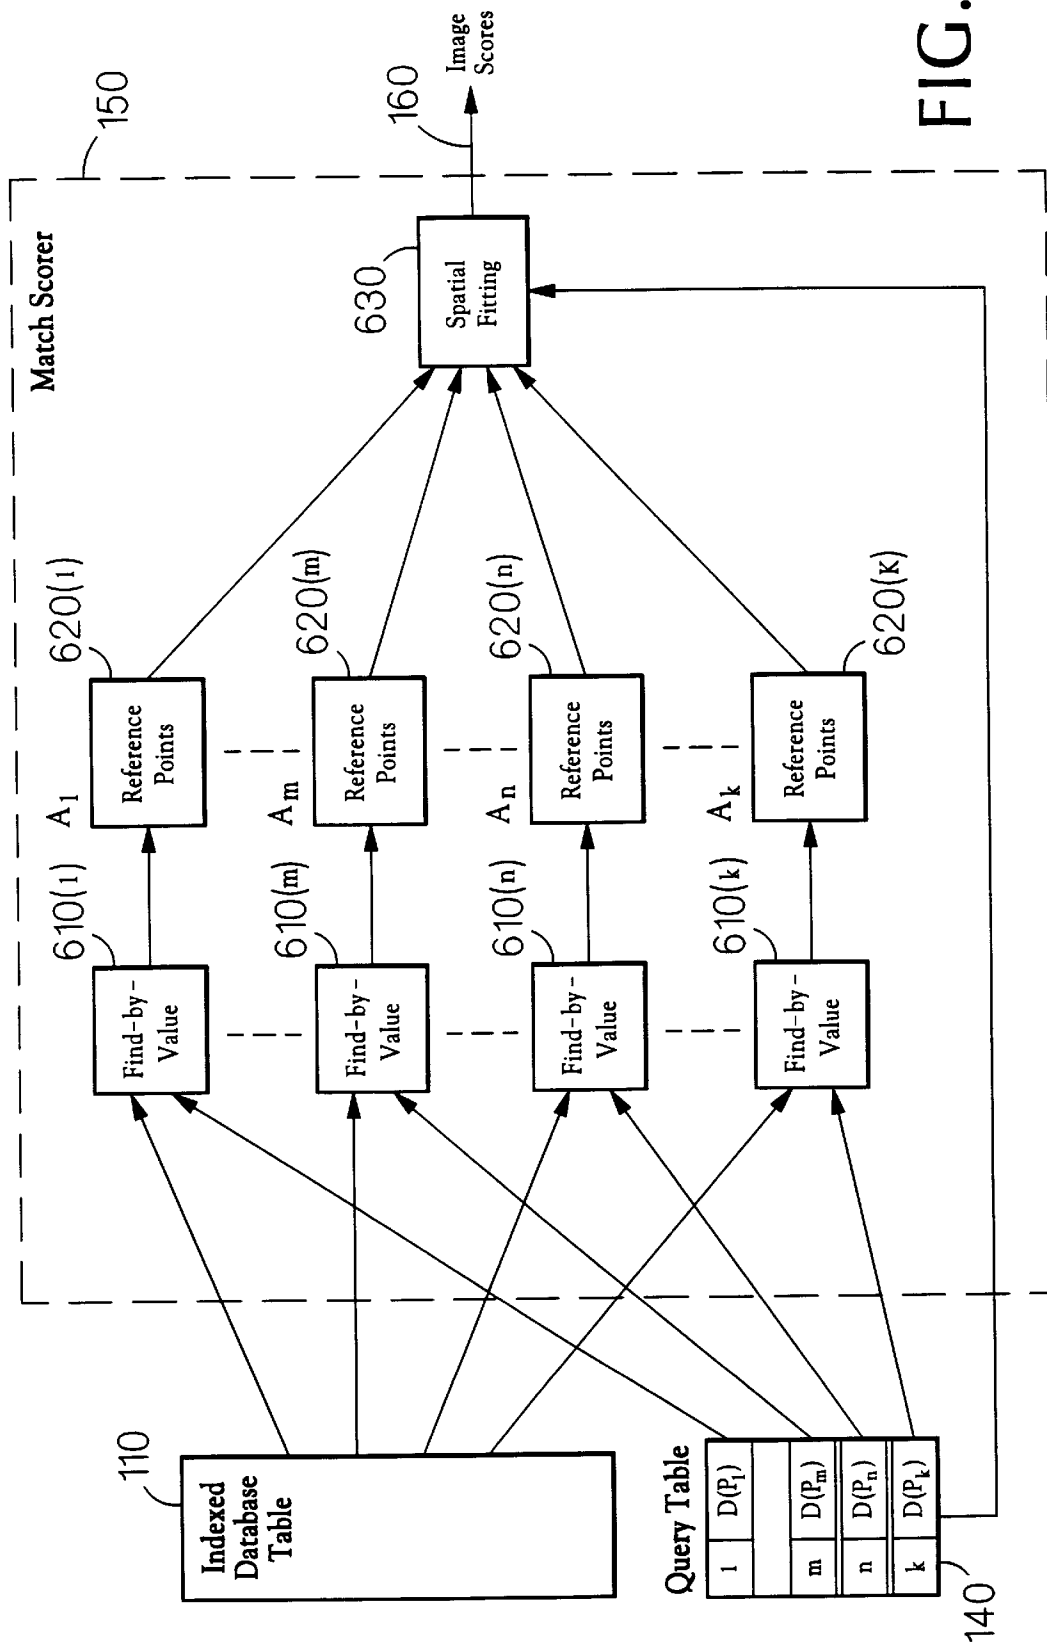 150
Match Scorer
160
Image
Scores
630
Spatial
Fitting
620(1)
620(m)
620(n)
620(K)
A1
Am
An
Ak
Reference
Points
Reference
Points
Reference
Points
Reference
Points
610(1)
610(m)
610(n)
610(k)
Find-by-
Value
Find-by-
Value
Find-by-
Value
Find-by-
Value
110
Indexed
Database
Table
Query Table
1 D(P1)
m D(Pm)
n D(Pn)
k D(Pk)
140
FIG.